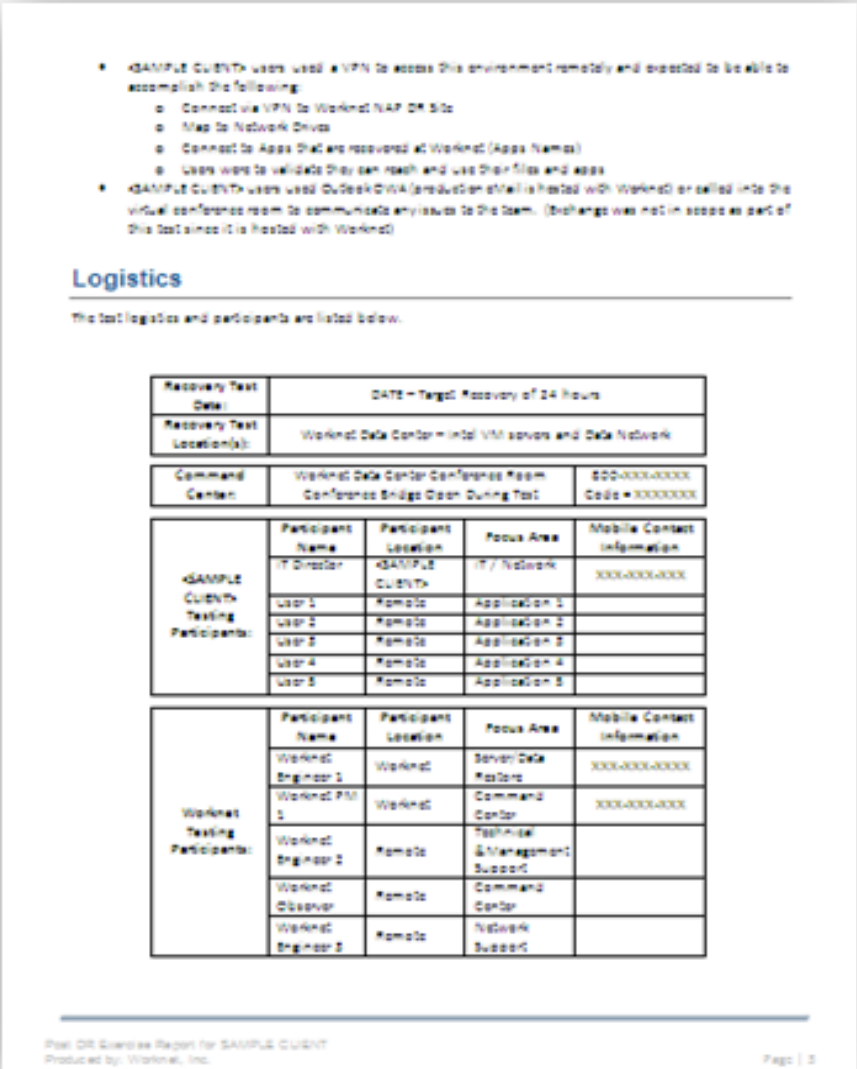 • <SAMPLE CLIENT> users used a VPN to access this environment remotely and expected to be able to
accomplish the following:
o Connect via VPN to Worknet NAP DR Site
o Map to Network Drives
o Connect to Apps that are recovered at Worknet (Apps Names)
o Users were to validate they can reach and use their files and apps
• <SAMPLE CLIENT> users used Outlook OWA (production eMail is hosted with Worknet) or called into the
virtual conference room to communicate any issues to the team. (Exchange was not in scope as part of
this test since it is hosted with Worknet)
Logistics
The test logistics and participants are listed below.
Recovery Test Date: DATE – Target Recovery of 24 hours
Recovery Test Location(s): Worknet Data Center – Intel VM servers and Data Network
Command Center: Worknet Data Center Conference Room
Conference Bridge Open During Test
800-XXX-XXXX
Code = XXXXXXX
<SAMPLE CLIENT> Testing Participants:
Participant Name Participant Location Focus Area Mobile Contact Information
IT Director <SAMPLE CLIENT> IT / Network XXX-XXX-XXX
User 1 Remote Application 1
User 2 Remote Application 2
User 3 Remote Application 3
User 4 Remote Application 4
User 5 Remote Application 5
Worknet Testing Participants:
Participant Name Participant Location Focus Area Mobile Contact Information
Worknet Engineer 1 Worknet Server/Data Restore XXX-XXX-XXXX
Worknet PM 1 Worknet Command Center XXX-XXX-XXX
Worknet Engineer 2 Remote Technical & Management Support
Worknet Observer Remote Command Center
Worknet Engineer 3 Remote Network Support
Post DR Exercise Report for SAMPLE CLIENT
Produced by: Worknet, Inc.
Page |